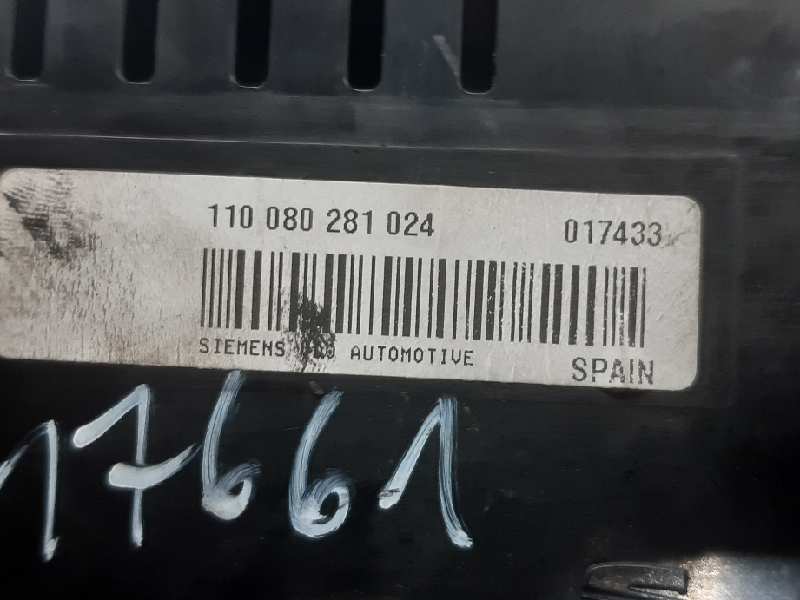 110 080 281 024 017433
SIEMENS AUTOMOTIVE
SPAIN
17661